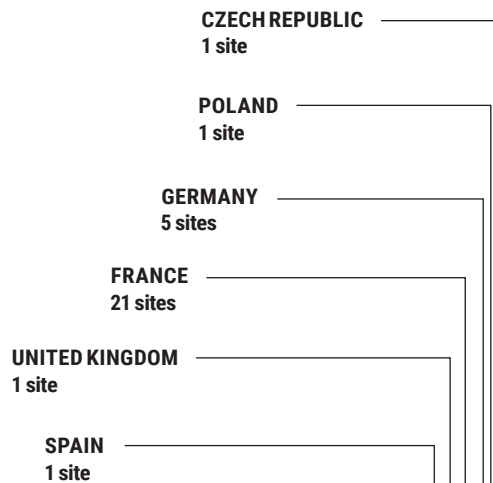 CZECH REPUBLIC
1 site
POLAND
1 site
GERMANY
5 sites
FRANCE
21 sites
UNITED KINGDOM
1 site
SPAIN
1 site